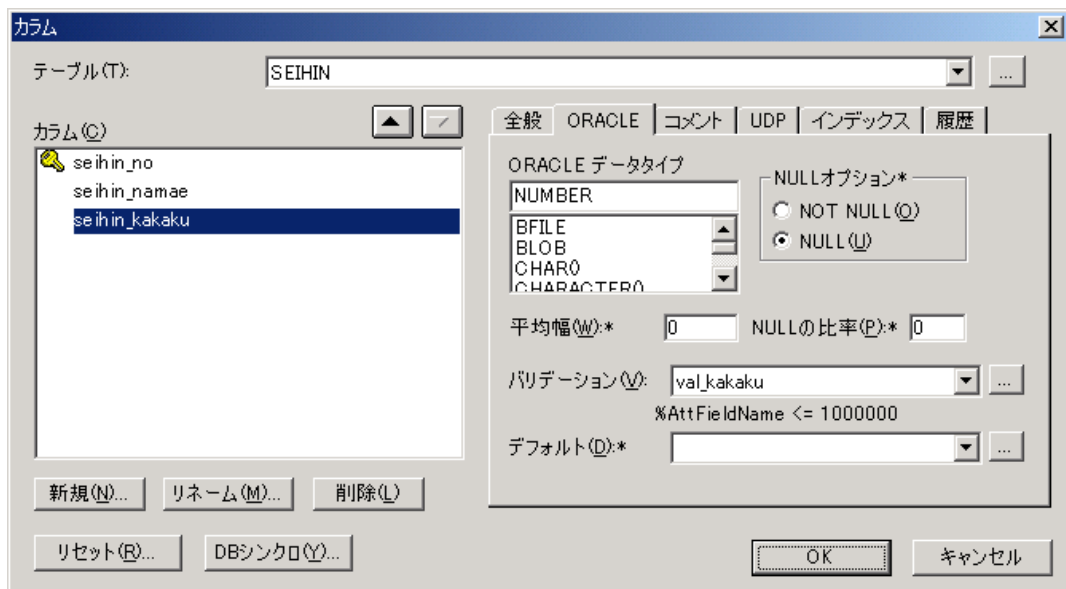 カラム
テーブル(T):
SEIHIN
...
カラム(C)
seihin_no
seihin_namae
seihin_kakaku
新規(N)...
リネーム(M)...
削除(L)
リセット(R)...
DBシンクロ(Y)...
全般
ORACLE
コメント
UDP
インデックス
履歴
ORACLE データタイプ
NUMBER
BFILE
BLOB
CHAR()
CHARACTER()
NULLオプション*
NOT NULL(O)
NULL(U)
平均幅(W):*
0
NULLの比率(P):*
0
バリデーション(V):
val_kakaku
...
%AttFieldName <= 1000000
デフォルト(D):*
...
OK
キャンセル